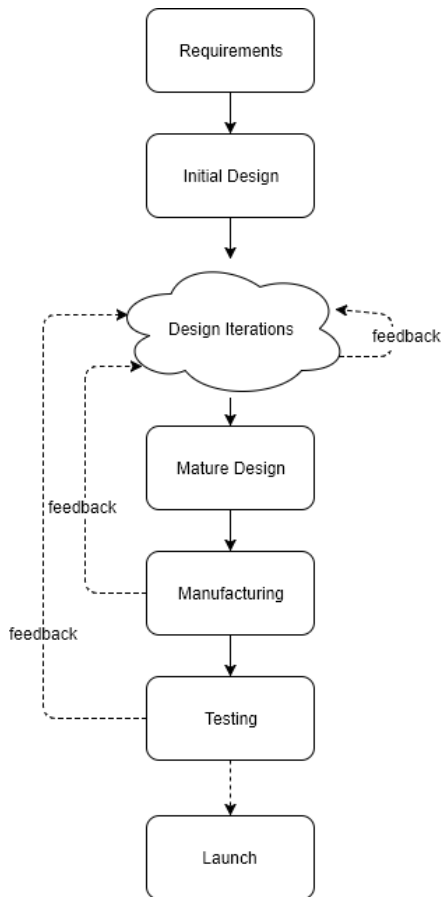 Requirements
Initial Design
Design Iterations
feedback
Mature Design
feedback
Manufacturing
feedback
Testing
Launch